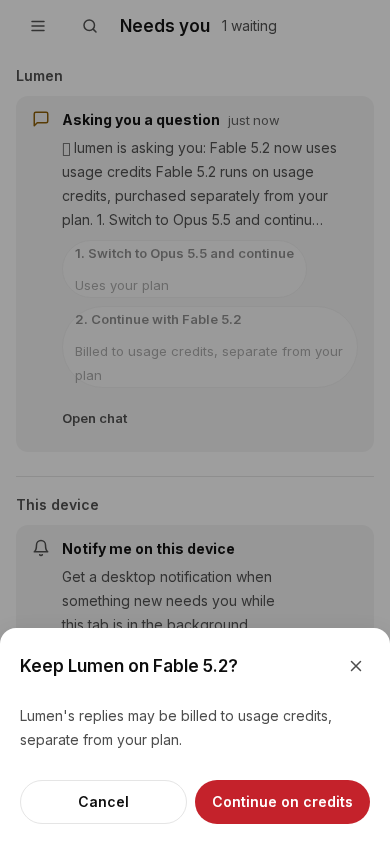 Needs you 1 waiting
Lumen
Asking you a question just now
lumen is asking you: Fable 5.2 now uses
usage credits Fable 5.2 runs on usage
credits, purchased separately from your
plan. 1. Switch to Opus 5.5 and continu…
1. Switch to Opus 5.5 and continue
Uses your plan
2. Continue with Fable 5.2
Billed to usage credits, separate from your
plan
Open chat
This device
Notify me on this device
Get a desktop notification when
something new needs you while
this tab is in the background.
Keep Lumen on Fable 5.2?
Lumen's replies may be billed to usage credits,
separate from your plan.
Cancel
Continue on credits